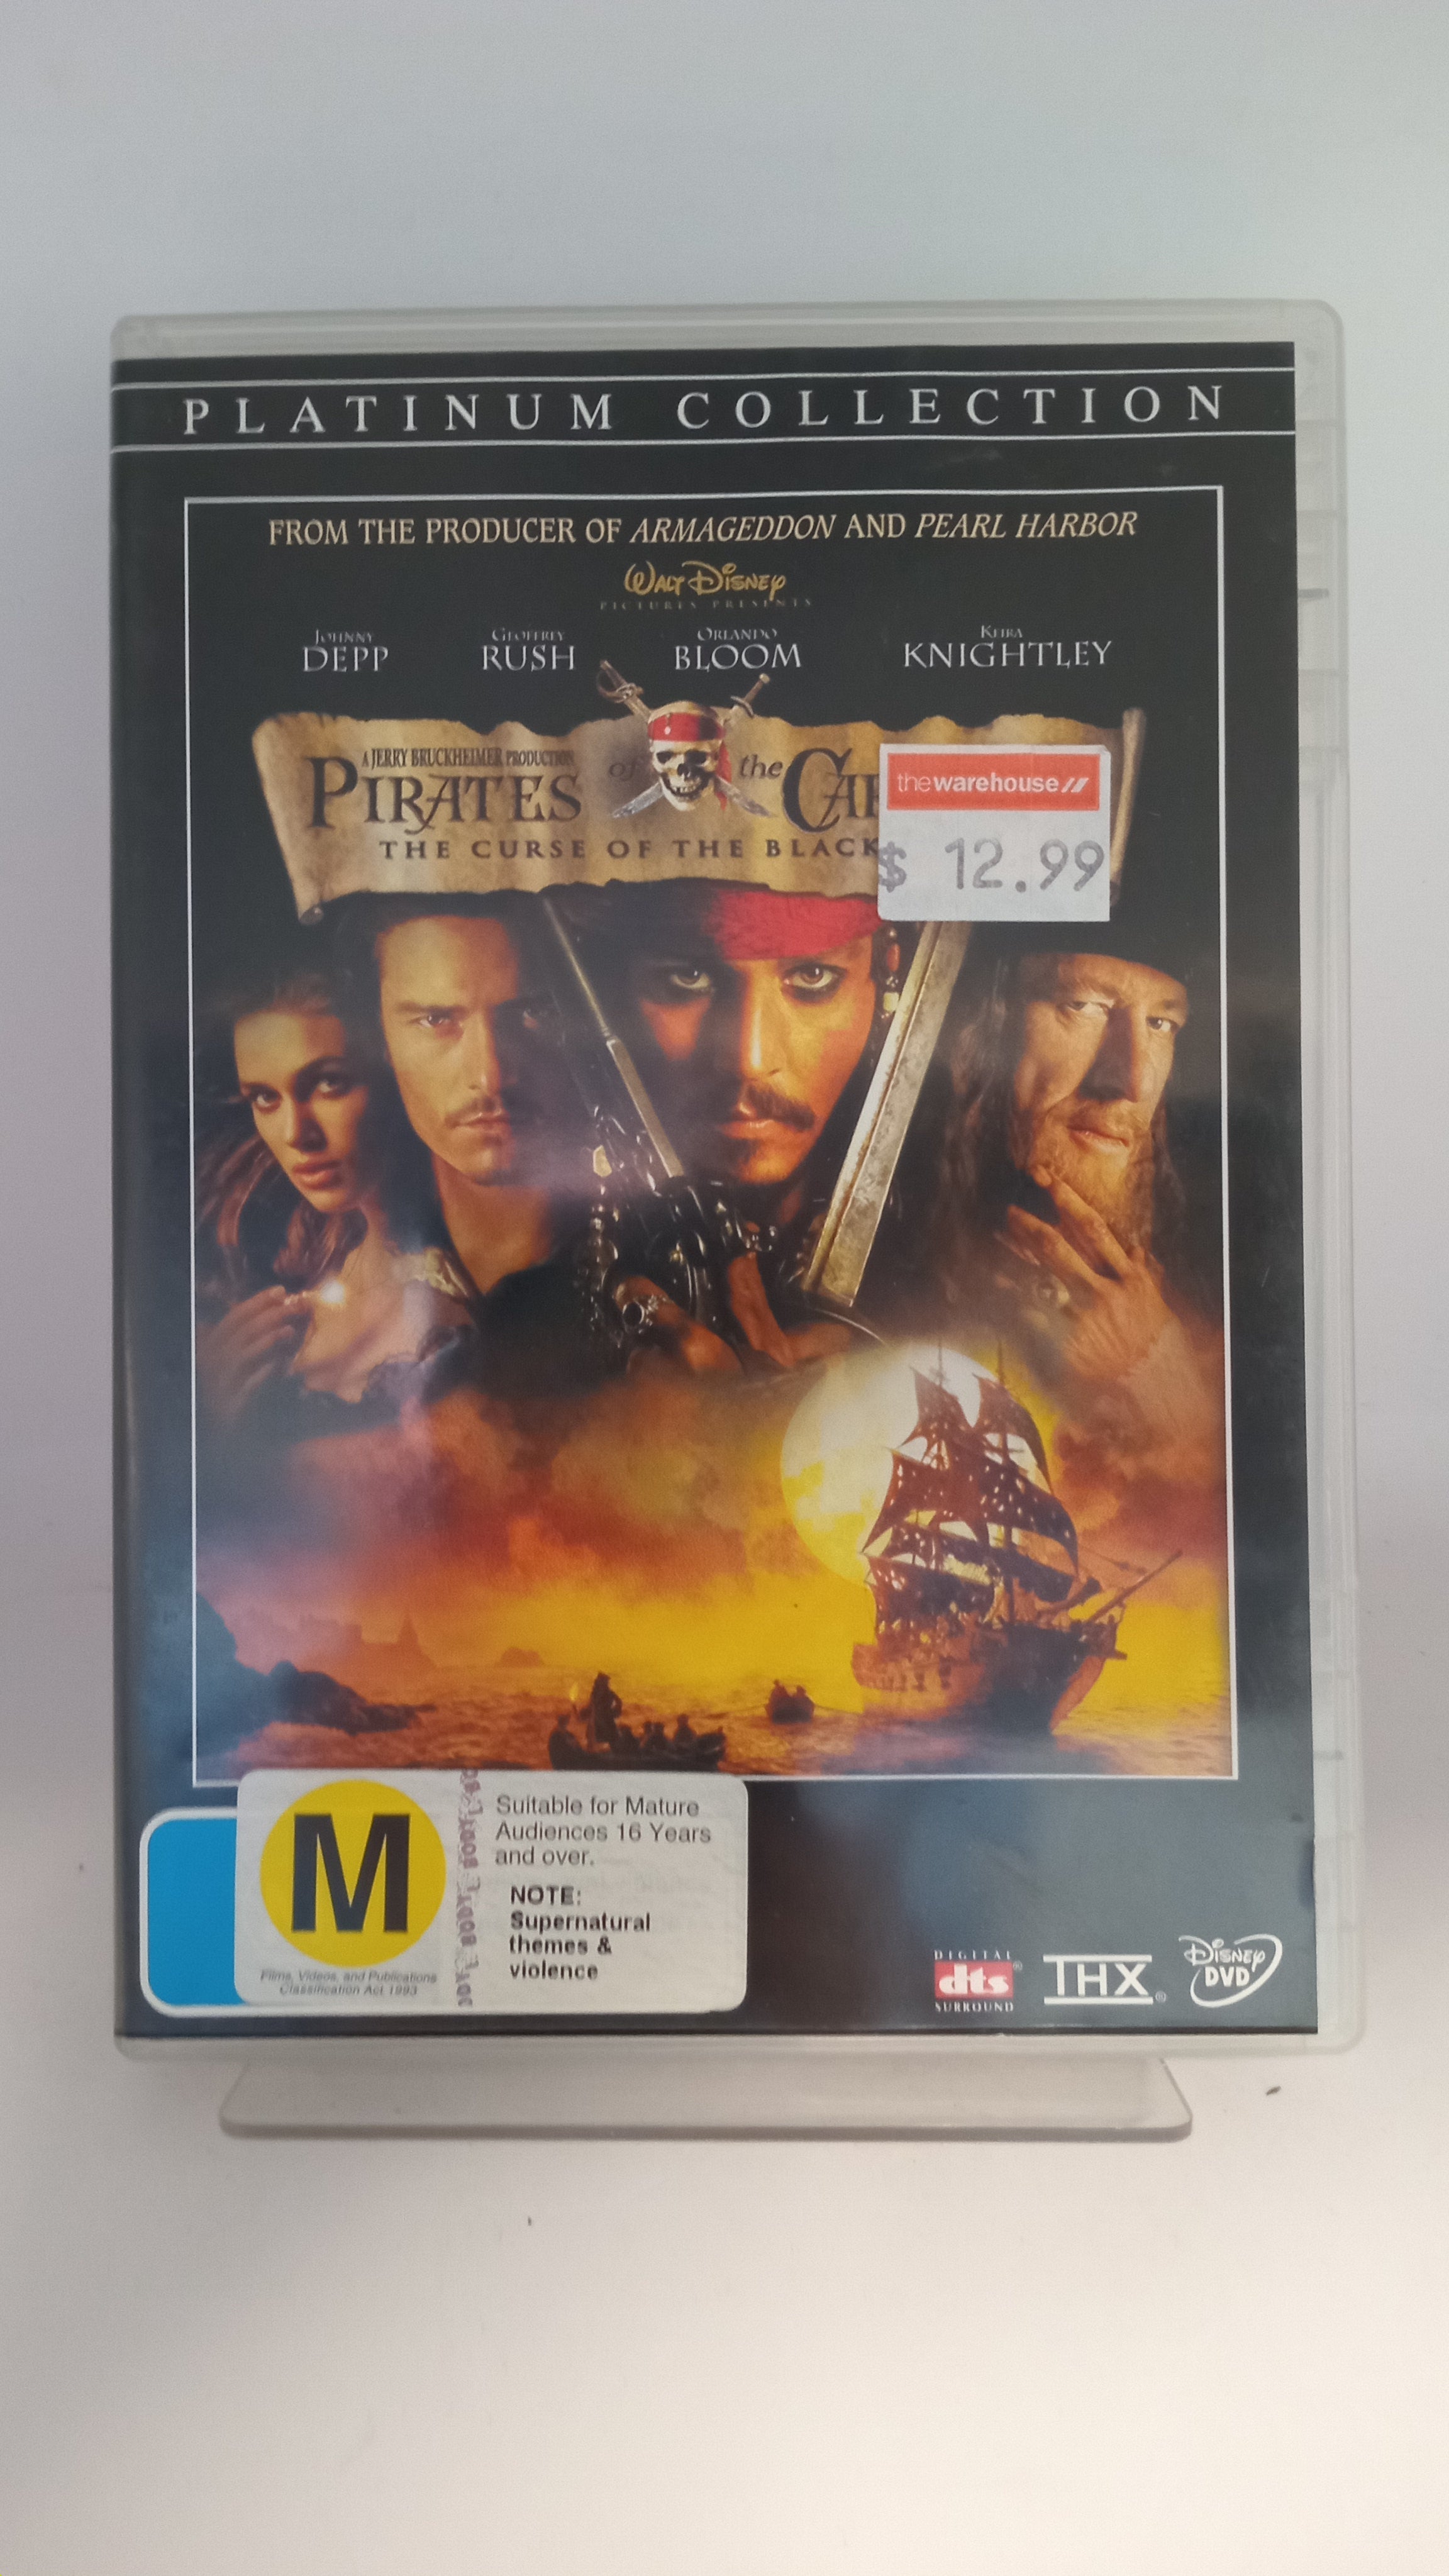 PLATINUM COLLECTION
FROM THE PRODUCER OF ARMAGEDDON AND PEARL HARBOR
WALT DISNEY
PICTURES PRESENTS
JOHNNY DEPP
GEOFFREY RUSH
ORLANDO BLOOM
KEIRA KNIGHTLEY
A JERRY BRUCKHEIMER PRODUCTION
PIRATES of the CAR
THE CURSE OF THE BLACK
thewarehouse
$ 12.99
M
Films, Videos, and Publications
Classification Act 1993
Suitable for Mature
Audiences 16 Years
and over.
NOTE:
Supernatural
themes &
violence
DIGITAL
dts®
SURROUND
THX®
DISNEY
DVD